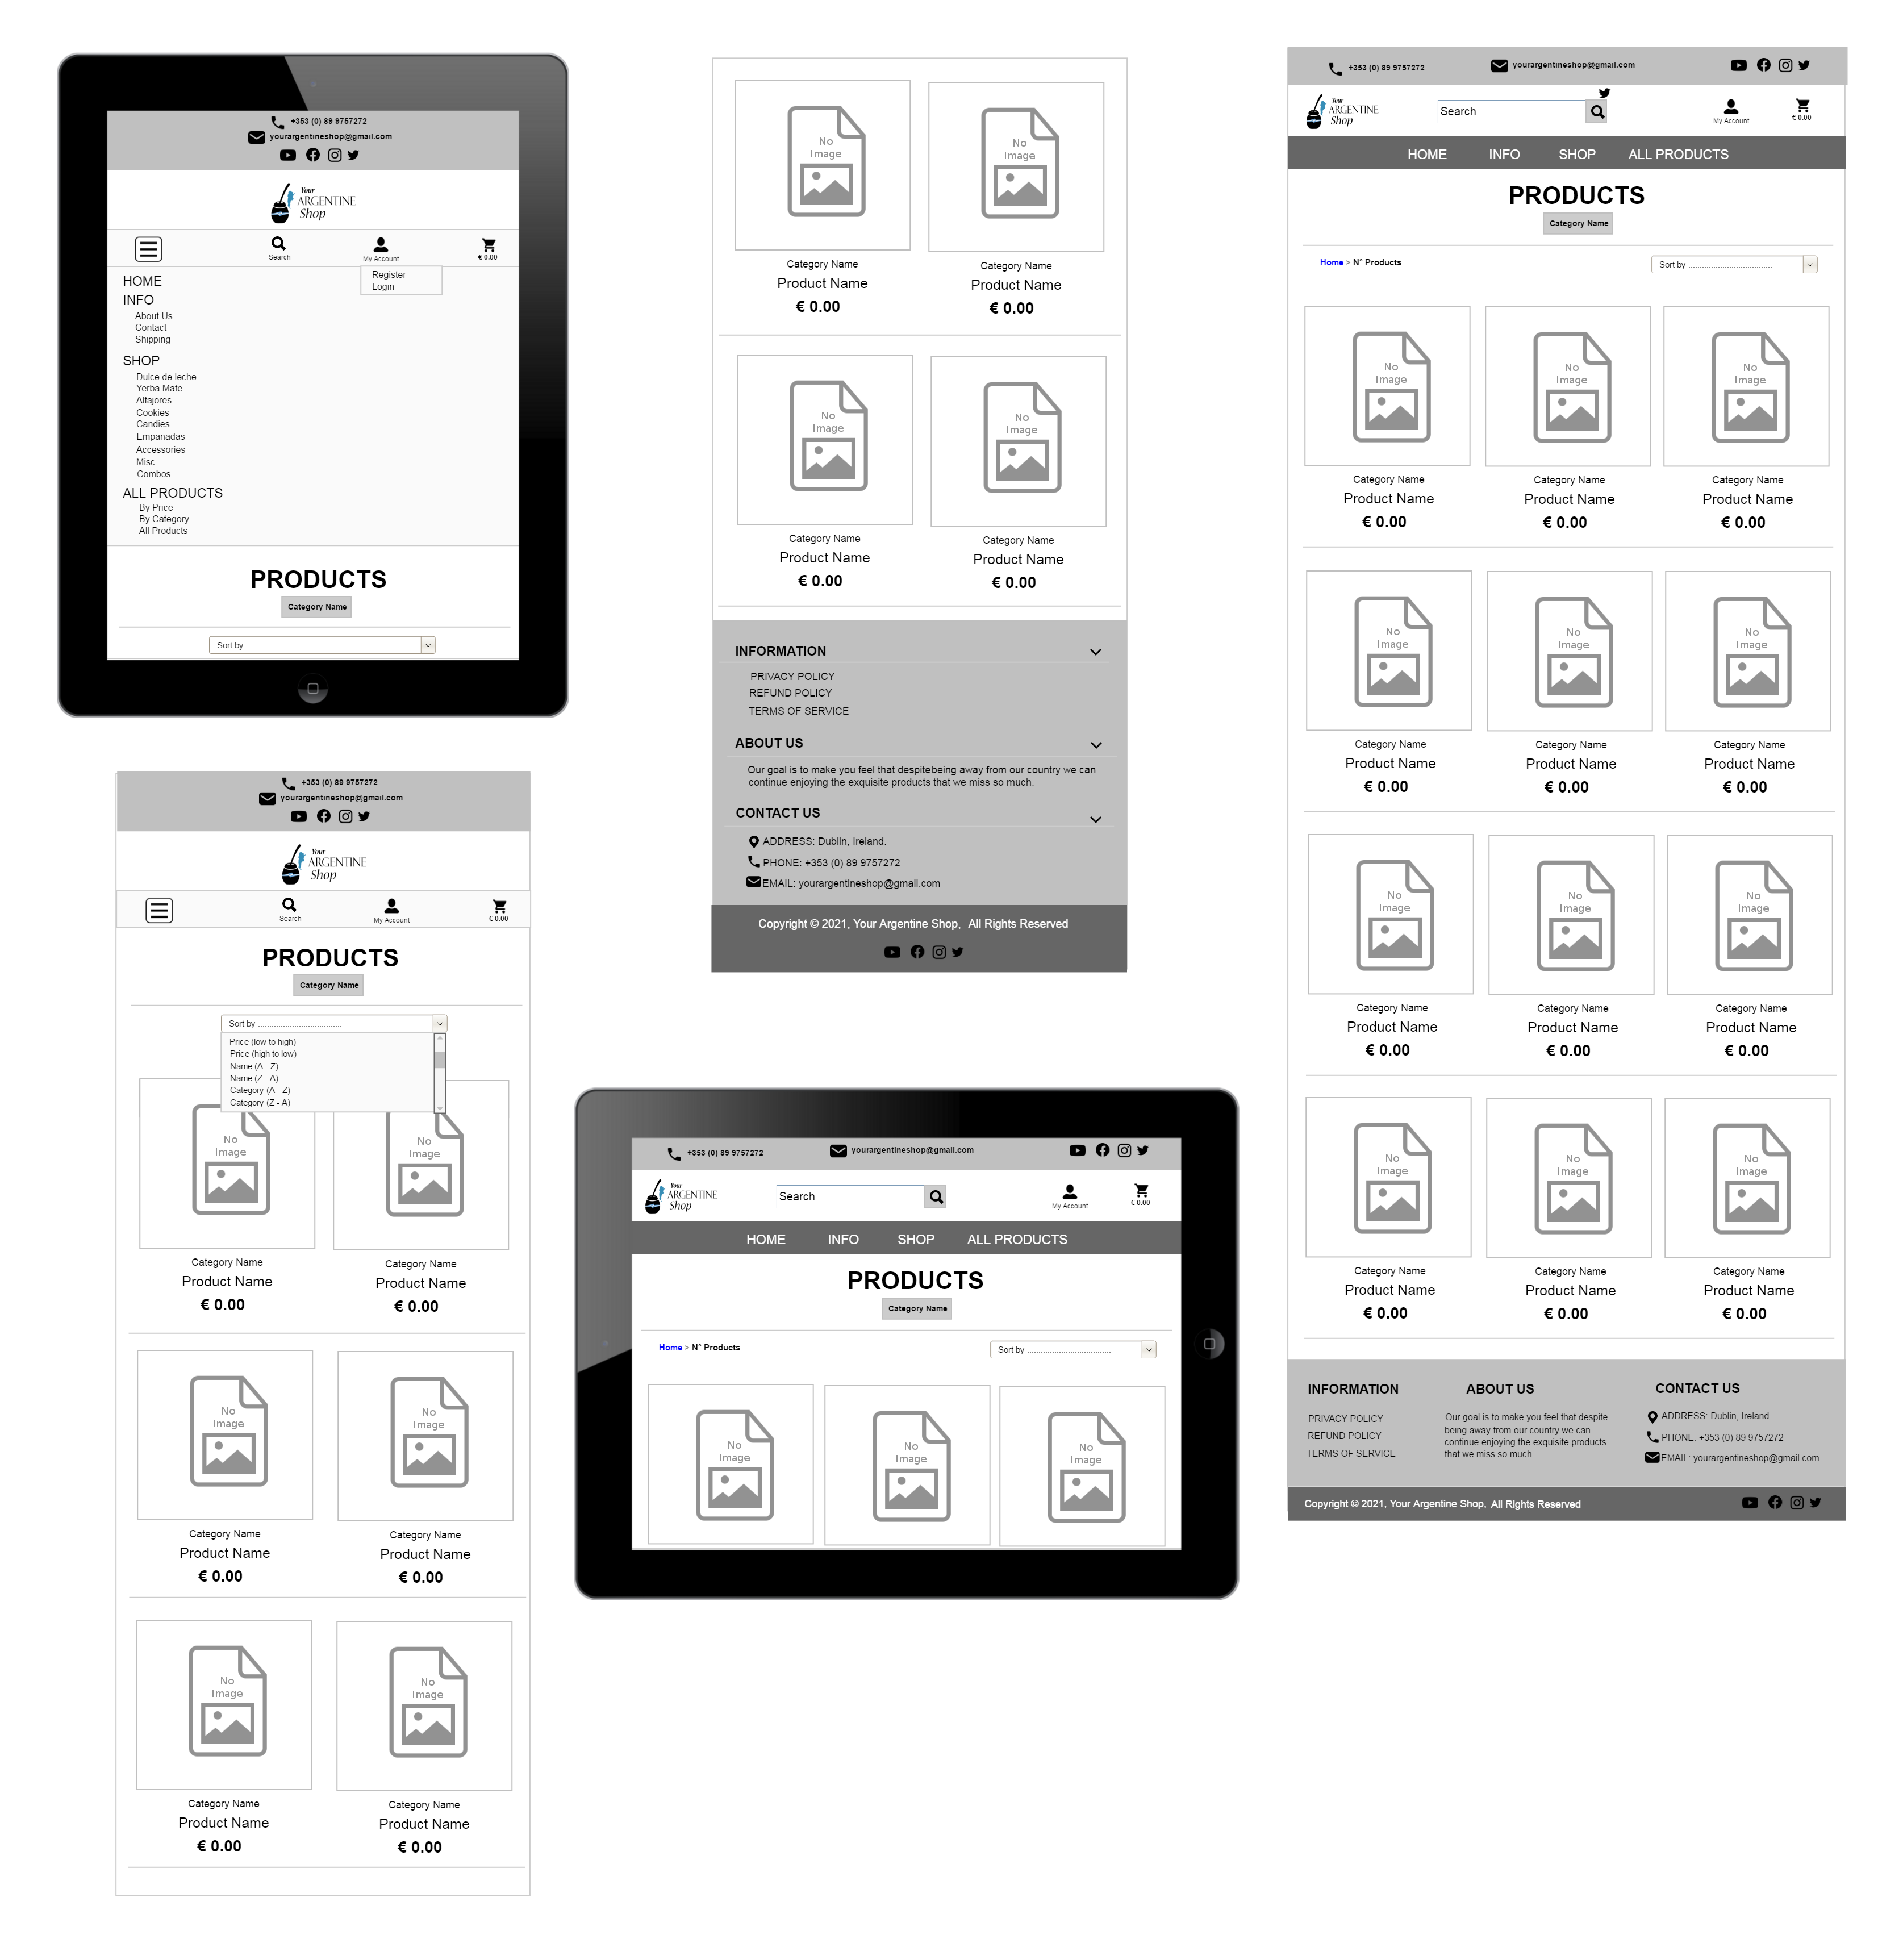 +353 (0) 89 9757272
yourargentineshop@gmail.com
Your
ARGENTINE
Shop
Search
My Account
€ 0.00
Register
Login
HOME
INFO
About Us
Contact
Shipping
SHOP
Dulce de leche
Yerba Mate
Alfajores
Cookies
Candies
Empanadas
Accessories
Misc
Combos
ALL PRODUCTS
By Price
By Category
All Products
PRODUCTS
Category Name
Sort by ...................................
+353 (0) 89 9757272
yourargentineshop@gmail.com
Your
ARGENTINE
Shop
Search
My Account
€ 0.00
PRODUCTS
Category Name
Sort by ...................................
Price (low to high)
Price (high to low)
Name (A - Z)
Name (Z - A)
Category (A - Z)
Category (Z - A)
No No
Image Image
Category Name Category Name
Product Name Product Name
€ 0.00 € 0.00
No No
Image Image
Category Name Category Name
Product Name Product Name
€ 0.00 € 0.00
No No
Image Image
Category Name Category Name
Product Name Product Name
€ 0.00 € 0.00
No No
Image Image
Category Name Category Name
Product Name Product Name
€ 0.00 € 0.00
No No
Image Image
Category Name Category Name
Product Name Product Name
€ 0.00 € 0.00
INFORMATION
PRIVACY POLICY
REFUND POLICY
TERMS OF SERVICE
ABOUT US
Our goal is to make you feel that despitebeing away from our country we can
continue enjoying the exquisite products that we miss so much.
CONTACT US
ADDRESS: Dublin, Ireland.
PHONE: +353 (0) 89 9757272
EMAIL: yourargentineshop@gmail.com
Copyright © 2021, Your Argentine Shop, All Rights Reserved
+353 (0) 89 9757272 yourargentineshop@gmail.com
Your
ARGENTINE
Shop
Search
My Account
€ 0.00
HOME INFO SHOP ALL PRODUCTS
PRODUCTS
Category Name
Home > N° Products
Sort by ...................................
No No No
Image Image Image
+353 (0) 89 9757272 yourargentineshop@gmail.com
Your
ARGENTINE
Shop
Search
My Account
€ 0.00
HOME INFO SHOP ALL PRODUCTS
PRODUCTS
Category Name
Home > N° Products
Sort by ...................................
No No No
Image Image Image
Category Name Category Name Category Name
Product Name Product Name Product Name
€ 0.00 € 0.00 € 0.00
No No No
Image Image Image
Category Name Category Name Category Name
Product Name Product Name Product Name
€ 0.00 € 0.00 € 0.00
No No No
Image Image Image
Category Name Category Name Category Name
Product Name Product Name Product Name
€ 0.00 € 0.00 € 0.00
No No No
Image Image Image
Category Name Category Name Category Name
Product Name Product Name Product Name
€ 0.00 € 0.00 € 0.00
INFORMATION
PRIVACY POLICY
REFUND POLICY
TERMS OF SERVICE
ABOUT US
Our goal is to make you feel that despite
being away from our country we can
continue enjoying the exquisite products
that we miss so much.
CONTACT US
ADDRESS: Dublin, Ireland.
PHONE: +353 (0) 89 9757272
EMAIL: yourargentineshop@gmail.com
Copyright © 2021, Your Argentine Shop, All Rights Reserved